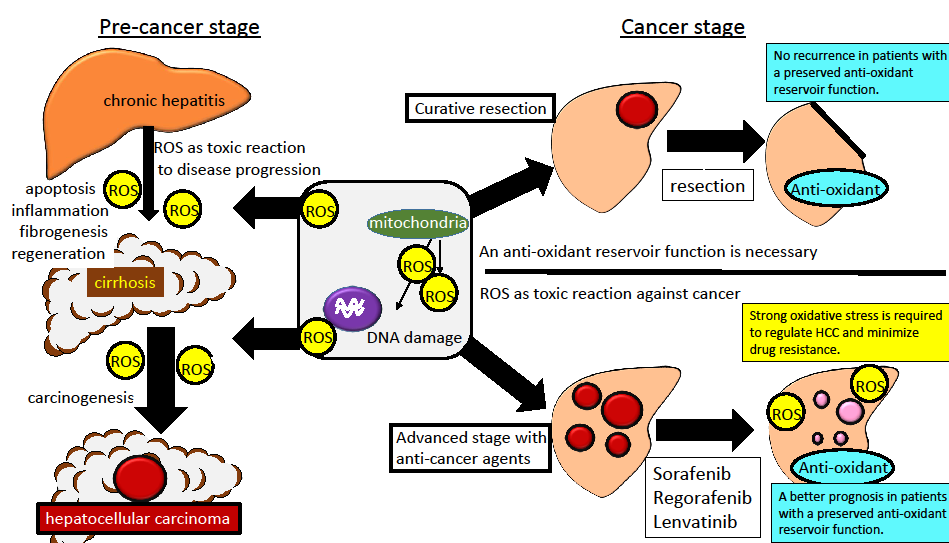 Pre-cancer stage
chronic hepatitis
ROS as toxic reaction
to disease progression
ROS
ROS
apoptosis
inflammation
fibrogenesis
regeneration
cirrhosis
ROS
ROS
carcinogenesis
hepatocellular carcinoma
ROS
mitochondria
ROS
ROS
ROS
DNA damage
Cancer stage
Curative resection
resection
No recurrence in patients with
a preserved anti-oxidant
reservoir function.
Anti-oxidant
An anti-oxidant reservoir function is necessary
ROS as toxic reaction against cancer
Strong oxidative stress is required
to regulate HCC and minimize
drug resistance.
Advanced stage with
anti-cancer agents
Sorafenib
Regorafenib
Lenvatinib
ROS
ROS
Anti-oxidant
A better prognosis in patients
with a preserved anti-oxidant
reservoir function.